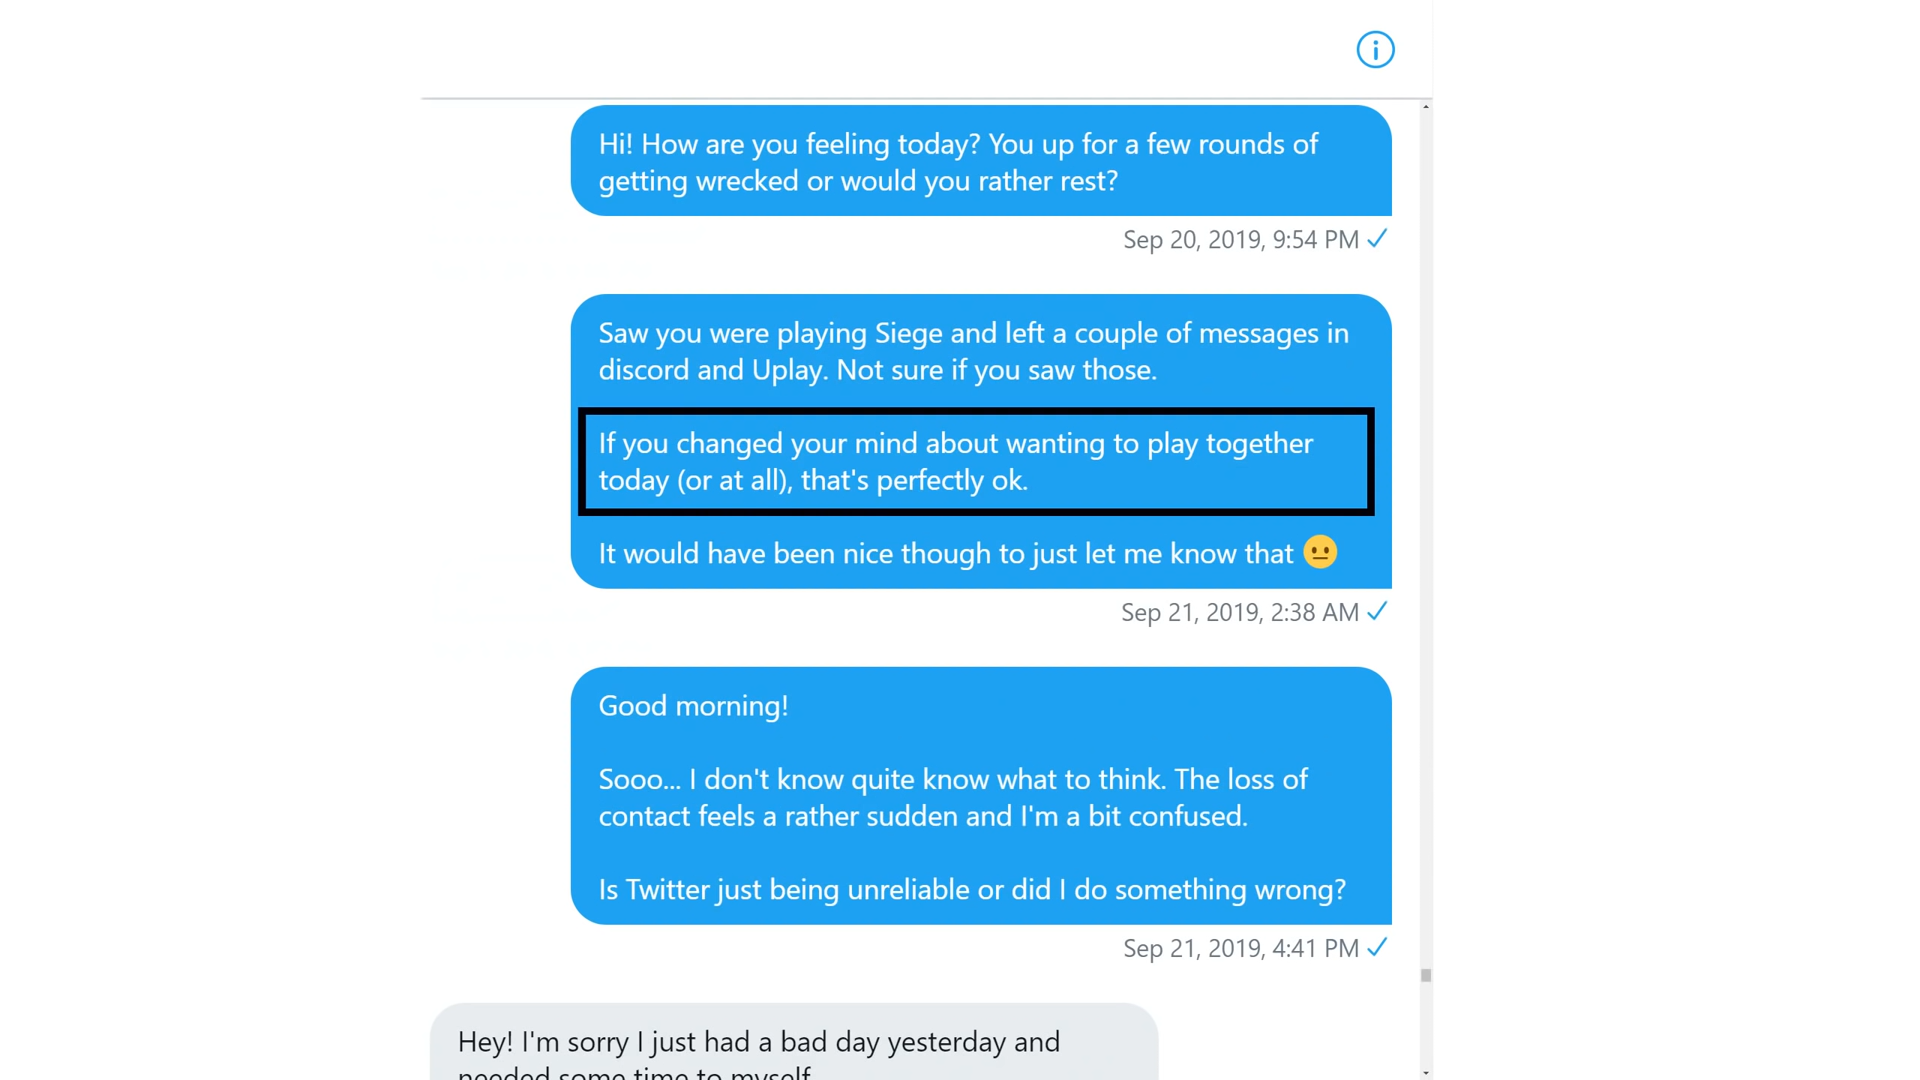 Hi! How are you feeling today? You up for a few rounds of
getting wrecked or would you rather rest?
Sep 20, 2019, 9:54 PM
Saw you were playing Siege and left a couple of messages in
discord and Uplay. Not sure if you saw those.
If you changed your mind about wanting to play together
today (or at all), that's perfectly ok.
It would have been nice though to just let me know that 😐
Sep 21, 2019, 2:38 AM
Good morning!
Sooo... I don't know quite know what to think. The loss of
contact feels a rather sudden and I'm a bit confused.
Is Twitter just being unreliable or did I do something wrong?
Sep 21, 2019, 4:41 PM
Hey! I'm sorry I just had a bad day yesterday and
needed some time to myself